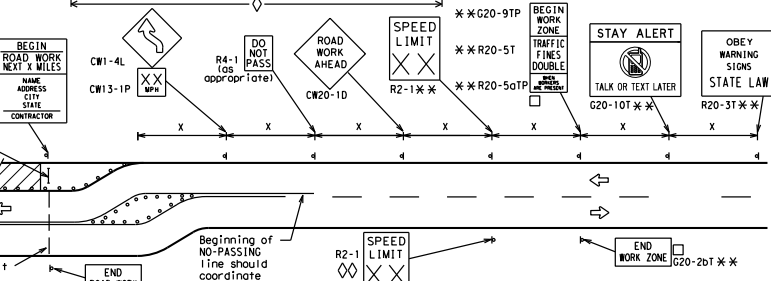 BEGIN
ROAD WORK
NEXT X MILES
NAME
ADDRESS
CITY
STATE
CONTRACTOR
CW1-4L
CW13-1P
X X
MPH
R4-1
(as
appropriate)
DO
NOT
PASS
ROAD
WORK
AHEAD
CW20-1D
SPEED
LIMIT
X X
R2-1**
**G20-9TP
**R20-5T
**R20-5aTP
BEGIN
WORK
ZONE
TRAFFIC
FINES
DOUBLE
WHEN
WORKERS
ARE PRESENT
STAY ALERT
TALK OR TEXT LATER
G20-10T**
OBEY
WARNING
SIGNS
STATE LAW
R20-3T**
X X X X X X X
Beginning of
NO-PASSING
line should
coordinate
R2-1
SPEED
LIMIT
X X
END
WORK ZONE
G20-2bT**
t
END